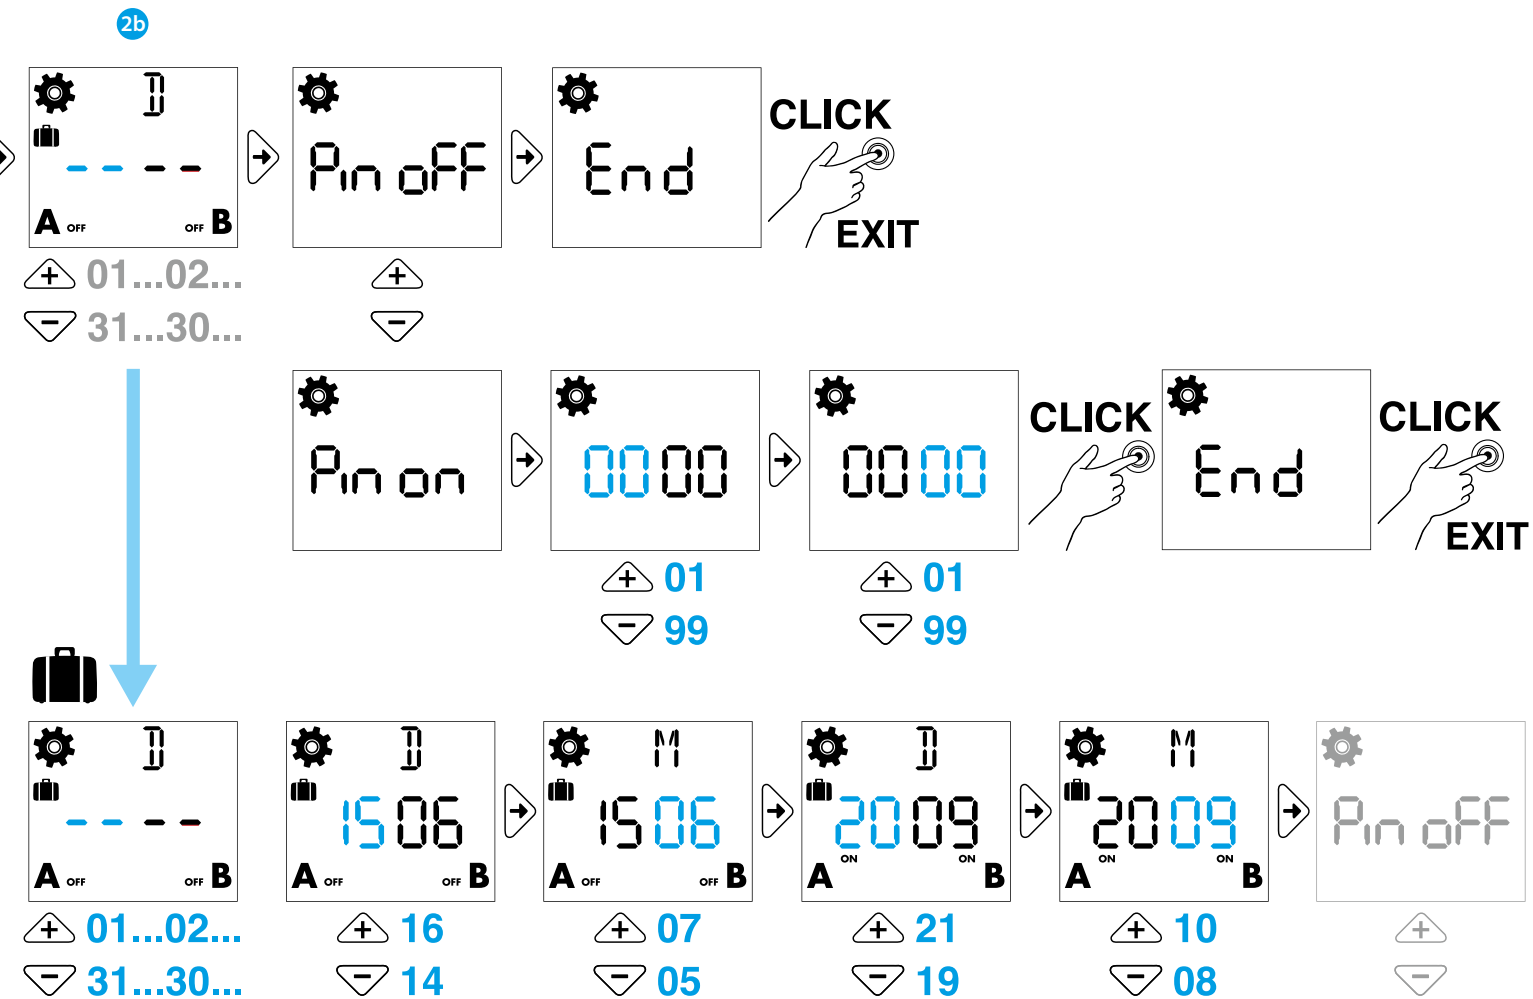 2b
D
- - - -
A OFF OFF B
+ 01...02...
− 31...30...
Pin oFF
+
−
End
CLICK
EXIT
Pin on
0000
+ 01
− 99
0000
+ 01
− 99
CLICK
End
CLICK
EXIT
D
- - - -
A OFF OFF B
+ 01...02...
− 31...30...
D
1506
A OFF OFF B
+ 16
− 14
M
1506
A OFF OFF B
+ 07
− 05
D
2009
A ON ON B
+ 21
− 19
M
2009
A ON ON B
+ 10
− 08
Pin oFF
+
−